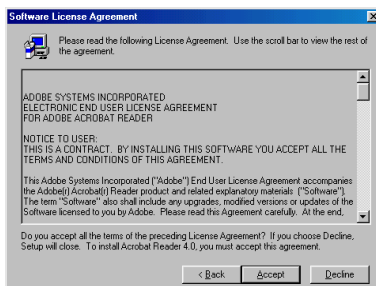 Software License Agreement
Please read the following License Agreement. Use the scroll bar to view the rest of
the agreement.
ADOBE SYSTEMS INCORPORATED
ELECTRONIC END USER LICENSE AGREEMENT
FOR ADOBE ACROBAT READER
NOTICE TO USER:
THIS IS A CONTRACT. BY INSTALLING THIS SOFTWARE YOU ACCEPT ALL THE
TERMS AND CONDITIONS OF THIS AGREEMENT.
This Adobe Systems Incorporated ("Adobe") End User License Agreement accompanies
the Adobe(r) Acrobat(r) Reader product and related explanatory materials ("Software").
The term "Software" also shall include any upgrades, modified versions or updates of the
Software licensed to you by Adobe. Please read this Agreement carefully. At the end,
Do you accept all the terms of the preceding License Agreement? If you choose Decline,
Setup will close. To install Acrobat Reader 4.0, you must accept this agreement.
< Back Accept Decline